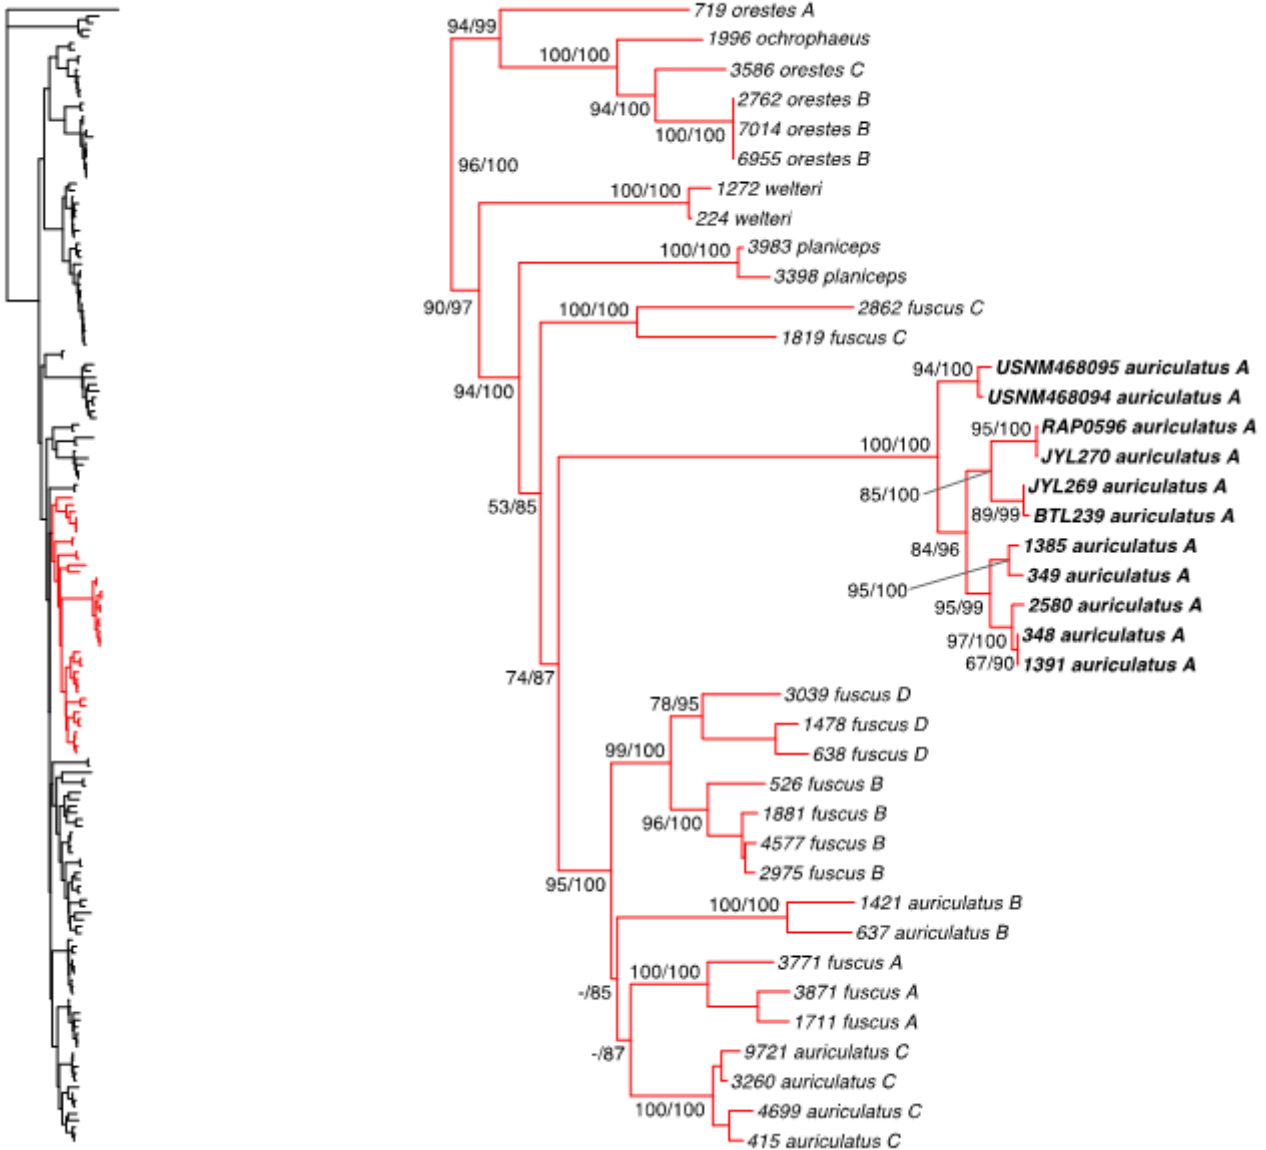 719 orestes A
94/99
1996 ochrophaeus
100/100
3586 orestes C
2762 orestes B
94/100
7014 orestes B
100/100
6955 orestes B
96/100
1272 welteri
100/100
224 welteri
3983 planiceps
100/100
3398 planiceps
90/97
2862 fuscus C
100/100
1819 fuscus C
USNM468095 auriculatus A
94/100
94/100
USNM468094 auriculatus A
RAP0596 auriculatus A
95/100
100/100
JYL270 auriculatus A
JYL269 auriculatus A
85/100
53/85
BTL239 auriculatus A
89/99
1385 auriculatus A
84/96
349 auriculatus A
95/100
2580 auriculatus A
95/99
348 auriculatus A
97/100
1391 auriculatus A
67/90
74/87
3039 fuscus D
78/95
1478 fuscus D
99/100
638 fuscus D
526 fuscus B
1881 fuscus B
96/100
4577 fuscus B
2975 fuscus B
95/100
1421 auriculatus B
100/100
637 auriculatus B
3771 fuscus A
100/100
3871 fuscus A
-/85
1711 fuscus A
9721 auriculatus C
-/87
3260 auriculatus C
100/100
4699 auriculatus C
415 auriculatus C